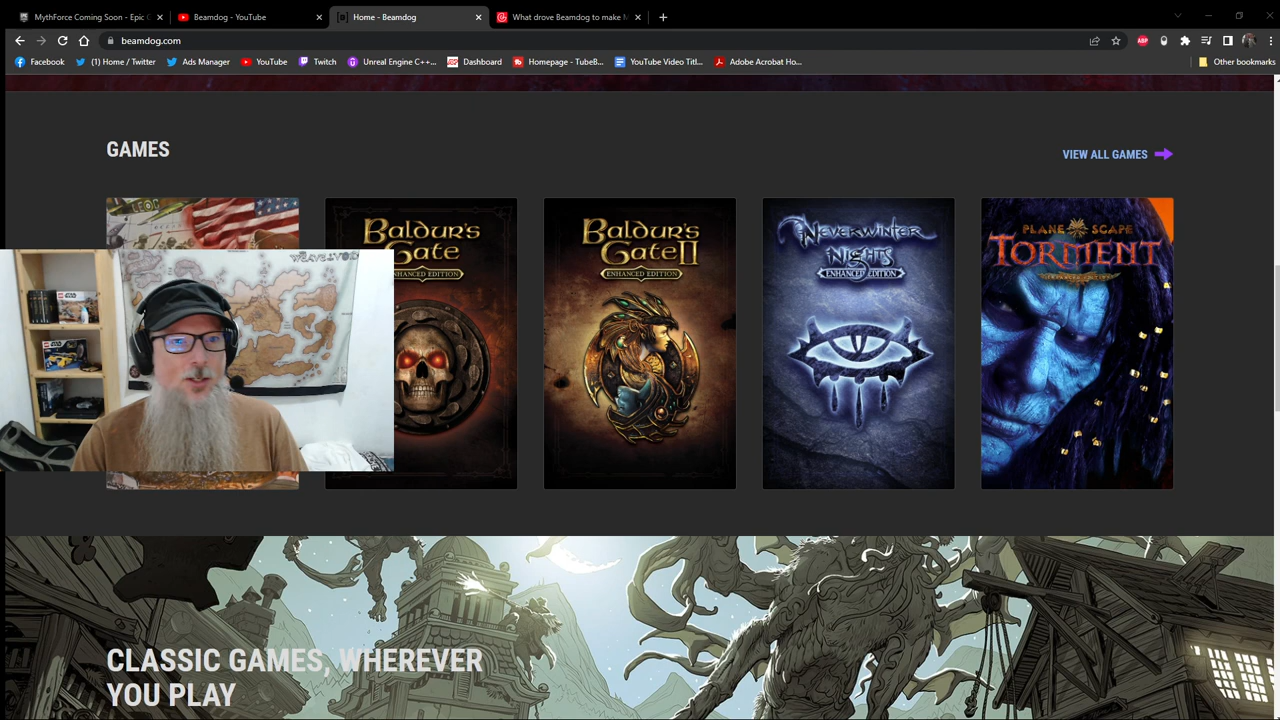 MythForce Coming Soon - Epic G
Beamdog - YouTube
Home - Beamdog
What drove Beamdog to make M
beamdog.com
Facebook
(1) Home / Twitter
Ads Manager
YouTube
Twitch
Unreal Engine C++...
Dashboard
Homepage - TubeB...
YouTube Video Titl...
Adobe Acrobat Ho...
Other bookmarks
GAMES
VIEW ALL GAMES
BALDUR'S
GATE
ENHANCED EDITION
BALDUR'S
GATE II
ENHANCED EDITION
NEVERWINTER
NIGHTS
ENHANCED EDITION
PLANESCAPE
TORMENT
CLASSIC GAMES, WHEREVER
YOU PLAY